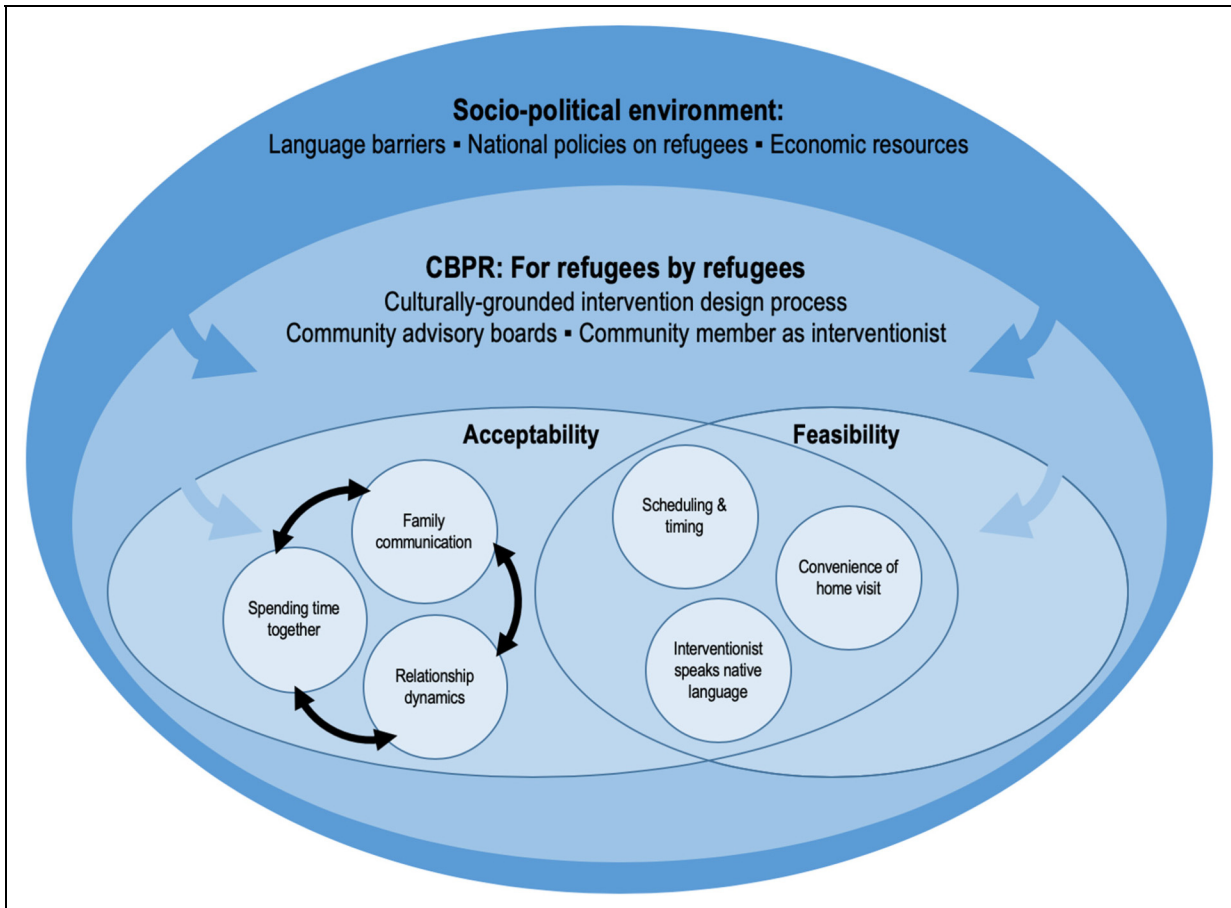 Socio-political environment:
Language barriers ▪ National policies on refugees ▪ Economic resources
CBPR: For refugees by refugees
Culturally-grounded intervention design process
Community advisory boards ▪ Community member as interventionist
Acceptability
Feasibility
Family
communication
Spending time
together
Relationship
dynamics
Scheduling &
timing
Convenience of
home visit
Interventionist
speaks native
language